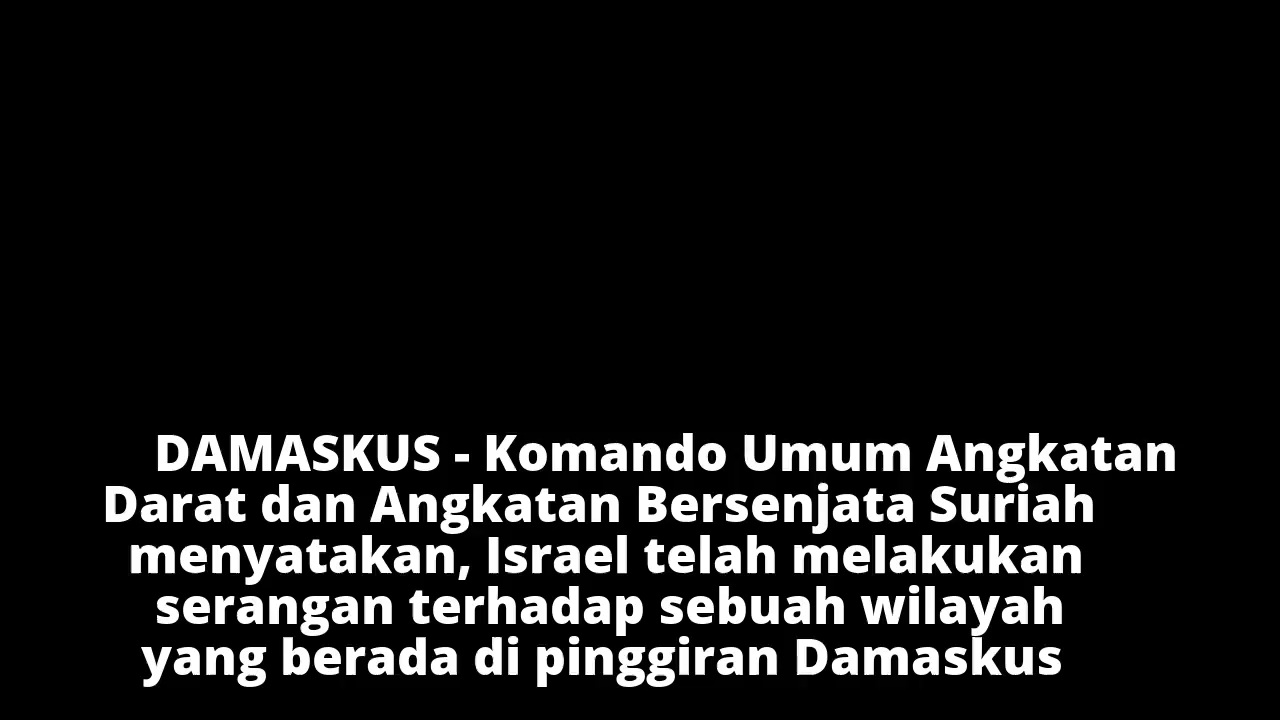 DAMASKUS - Komando Umum Angkatan
Darat dan Angkatan Bersenjata Suriah
menyatakan, Israel telah melakukan
serangan terhadap sebuah wilayah
yang berada di pinggiran Damaskus